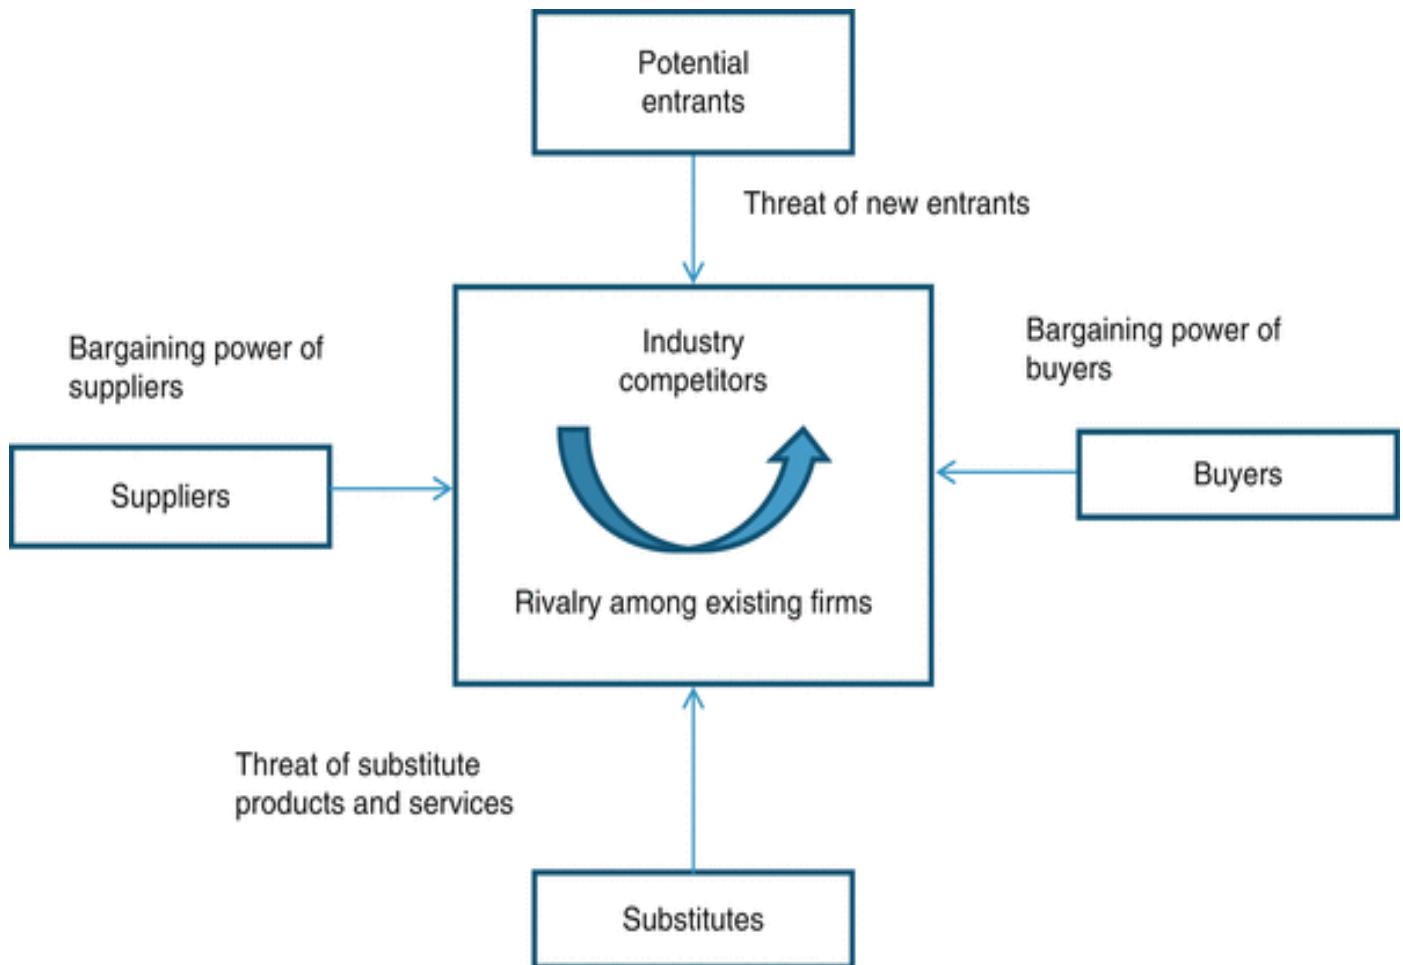 Potential
entrants
Threat of new entrants
Industry
competitors
Bargaining power of
suppliers
Bargaining power of
buyers
Suppliers
Buyers
Rivalry among existing firms
Threat of substitute
products and services
Substitutes